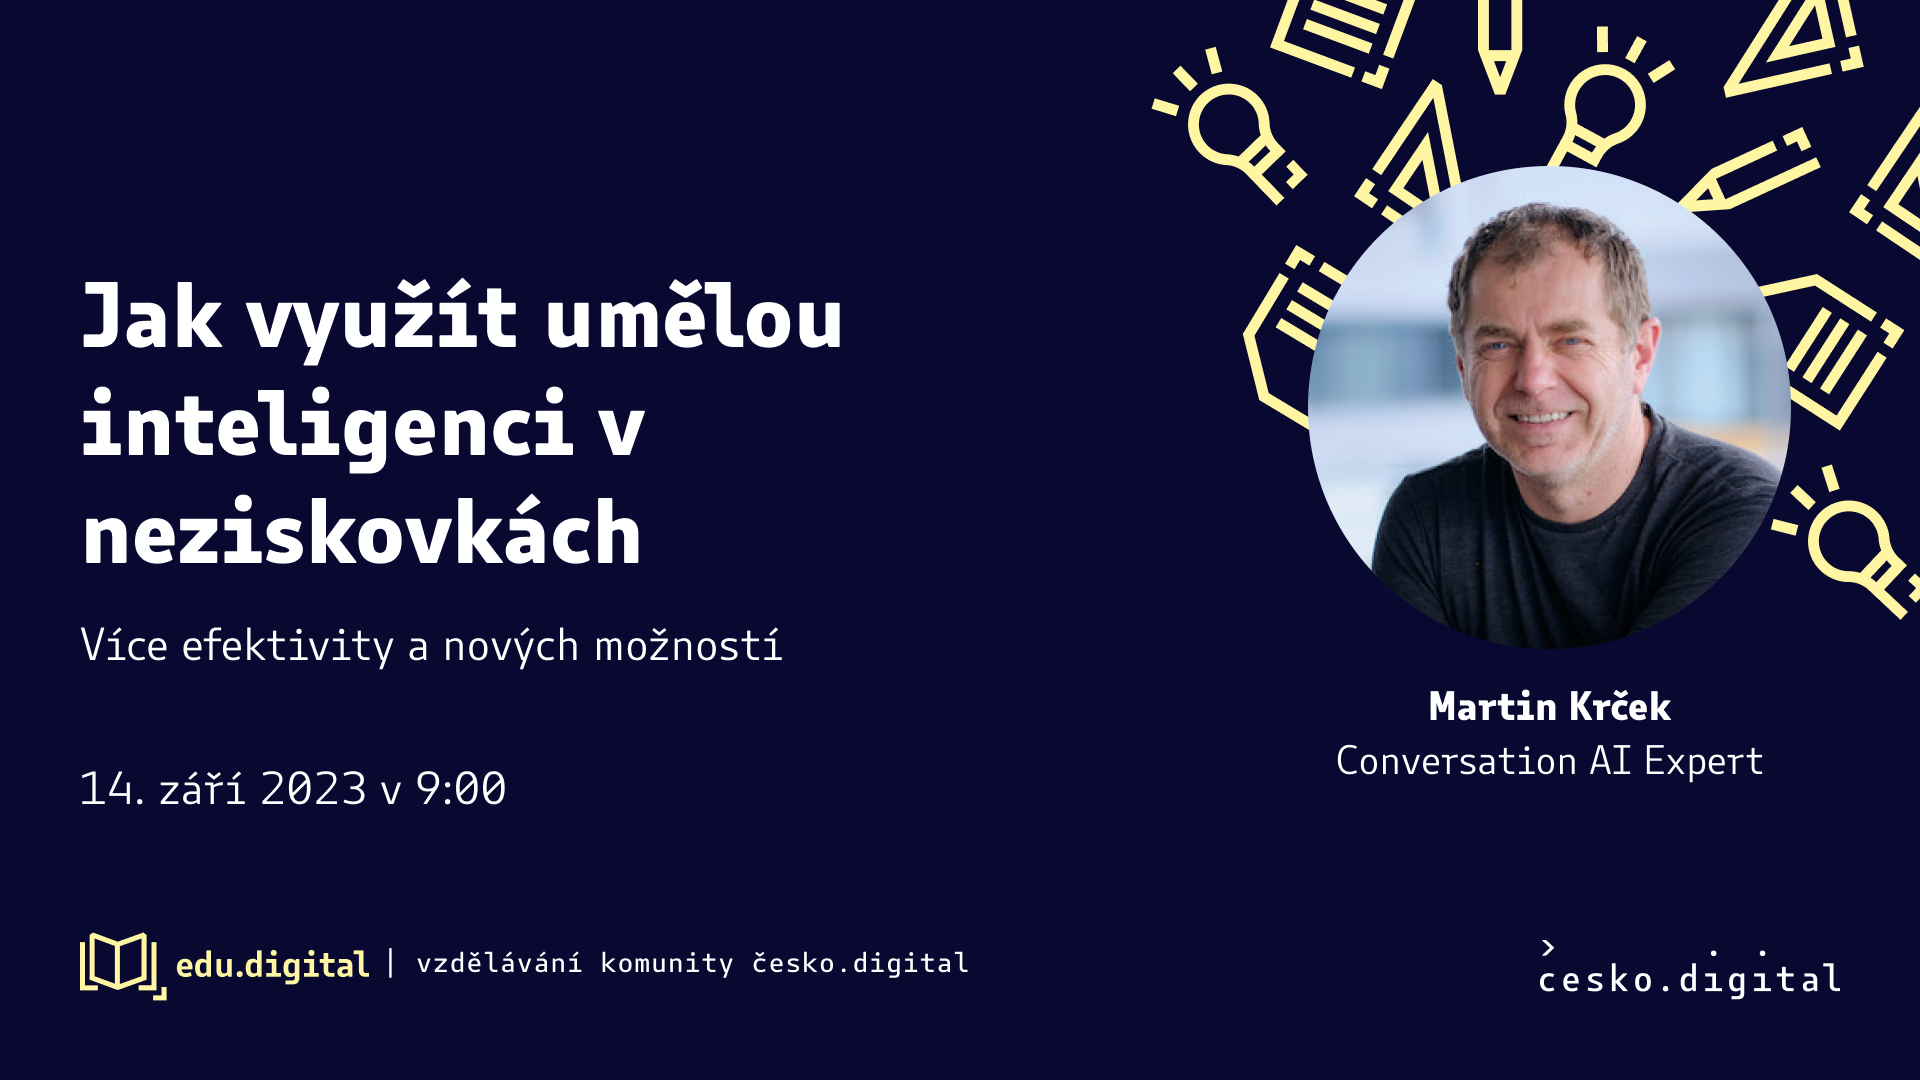 Jak využít umělou
inteligenci v
neziskovkách
Více efektivity a nových možností
14. září 2023 v 9:00
Martin Krček
Conversation AI Expert
edu.digital | vzdělávání komunity česko.digital
česko.digital